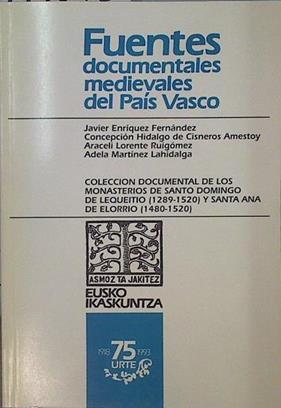 Fuentes
documentales
medievales
del País Vasco
Javier Enríquez Fernández
Concepción Hidalgo de Cisneros Amestoy
Araceli Lorente Ruigómez
Adela Martínez Lahidalga
COLECCION DOCUMENTAL DE LOS
MONASTERIOS DE SANTO DOMINGO
DE LEQUEITIO (1289-1520) Y SANTA ANA
DE ELORRIO (1480-1520)
ASMOZ TA JAKITEZ
EUSKO
IKASKUNTZA
1918 75 1993
URTE